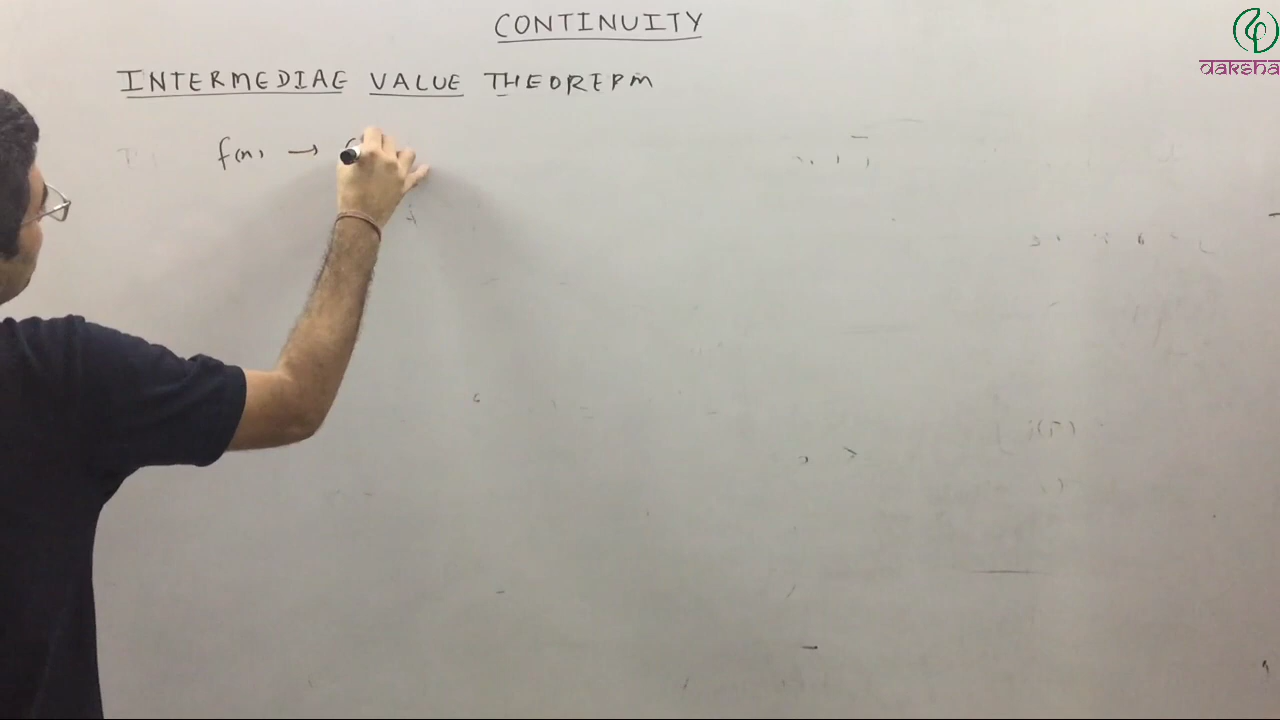 CONTINUITY
daksha
INTERMEDIAE VALUE THEOREPM
f(x) →